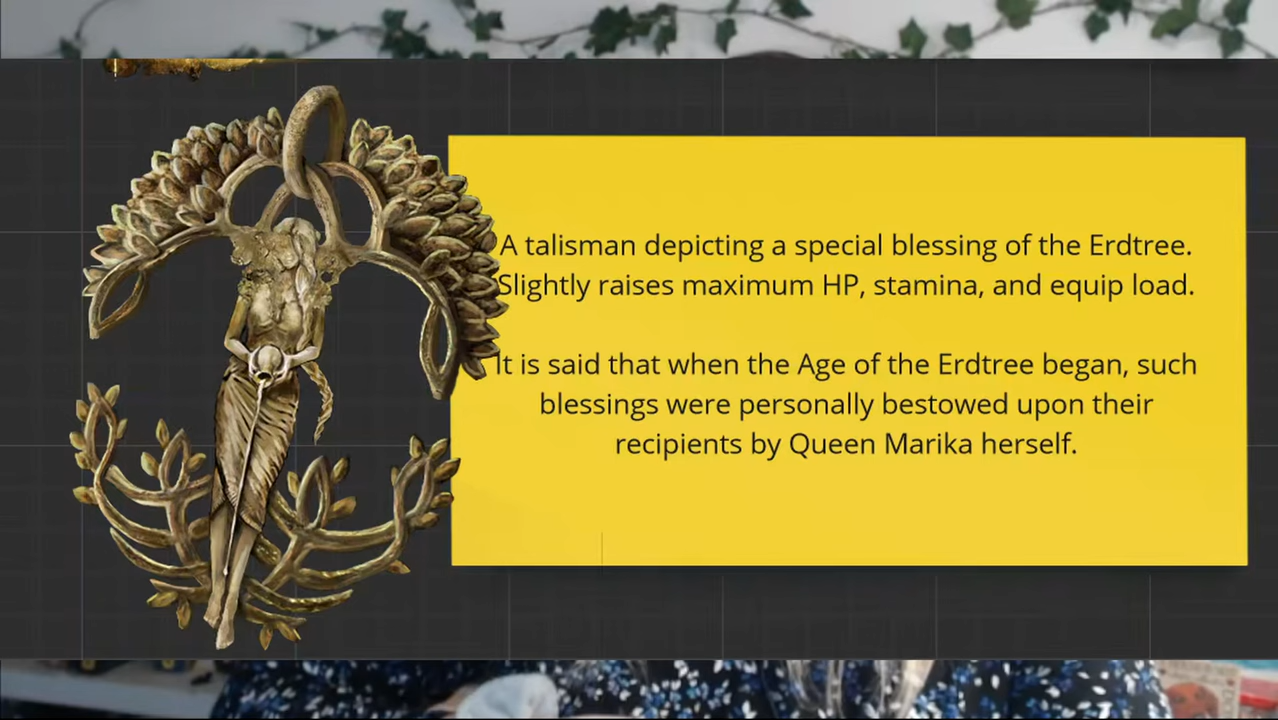 A talisman depicting a special blessing of the Erdtree.
Slightly raises maximum HP, stamina, and equip load.
It is said that when the Age of the Erdtree began, such
blessings were personally bestowed upon their
recipients by Queen Marika herself.